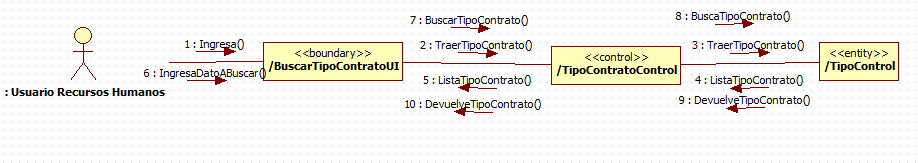 7 : BuscarTipoContrato()
8 : BuscaTipoContrato()
1 : Ingresa()
2 : TraerTipoContrato()
3 : TraerTipoContrato()
<<boundary>>
/BuscarTipoContratoUI
<<control>>
/TipoContratoControl
<<entity>>
/TipoControl
6 : IngresaDatoABuscar()
5 : ListaTipoContrato()
4 : ListaTipoContrato()
: Usuario Recursos Humanos
10 : DevuelveTipoContrato()
9 : DevuelveTipoContrato()